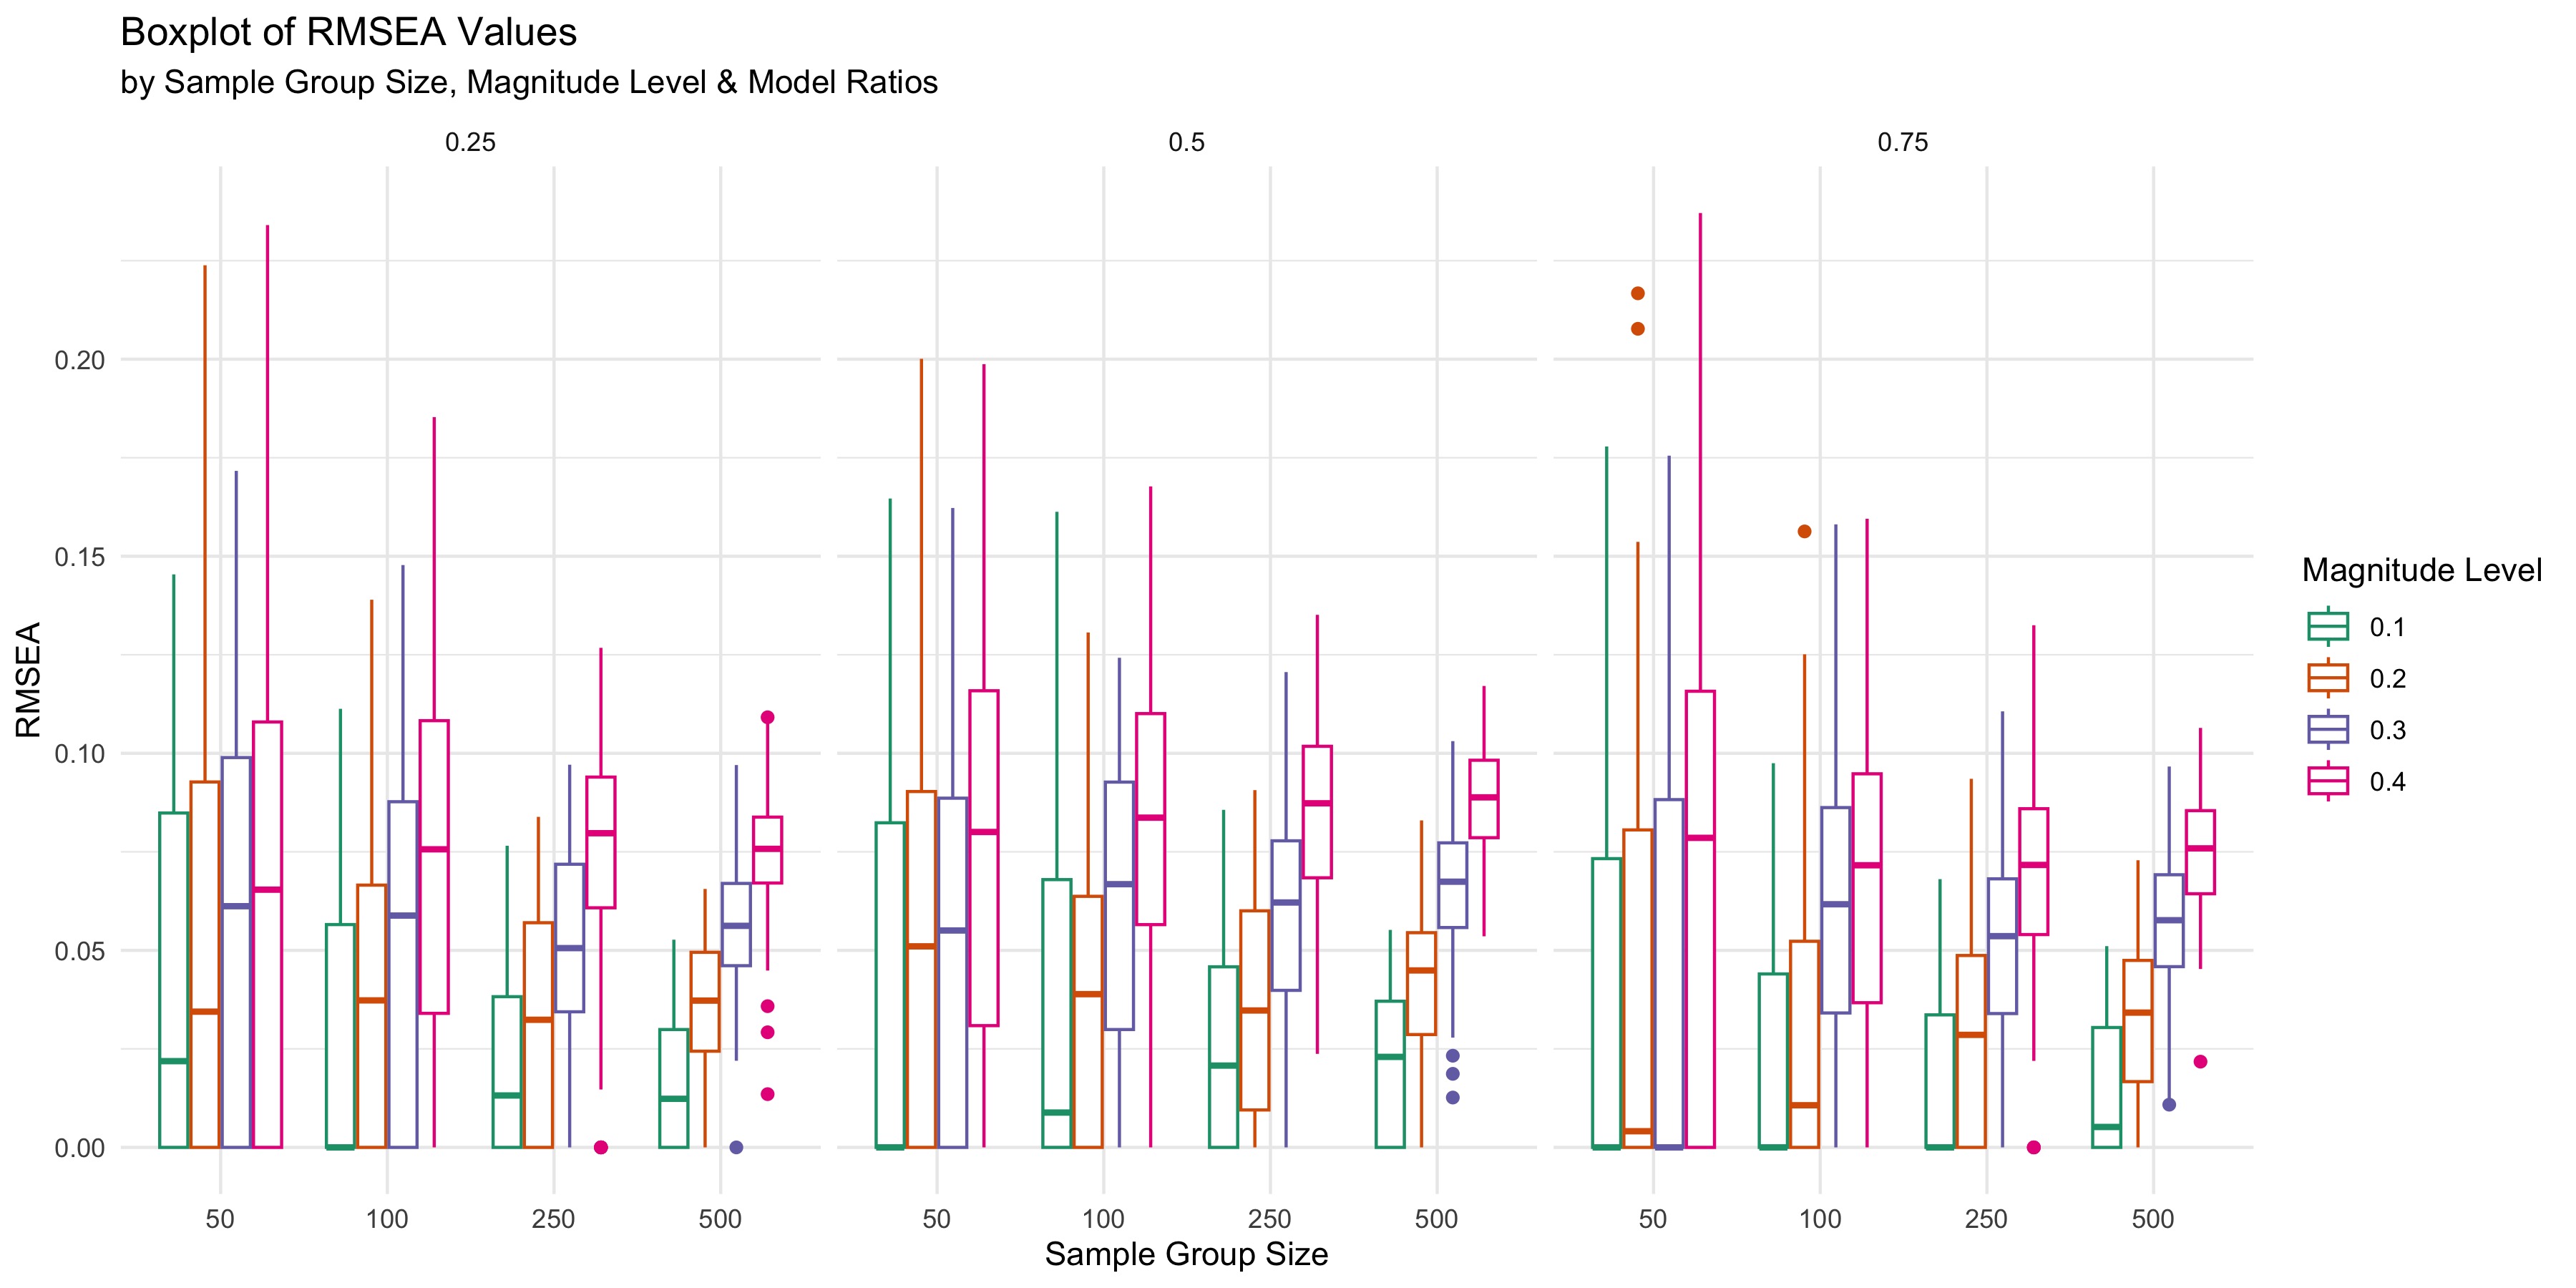 Boxplot of RMSEA Values
by Sample Group Size, Magnitude Level & Model Ratios
0.25 0.5 0.75
RMSEA
0.20
0.15
0.10
0.05
0.00
50 100 250 500 50 100 250 500 50 100 250 500
Sample Group Size
Magnitude Level
0.1
0.2
0.3
0.4